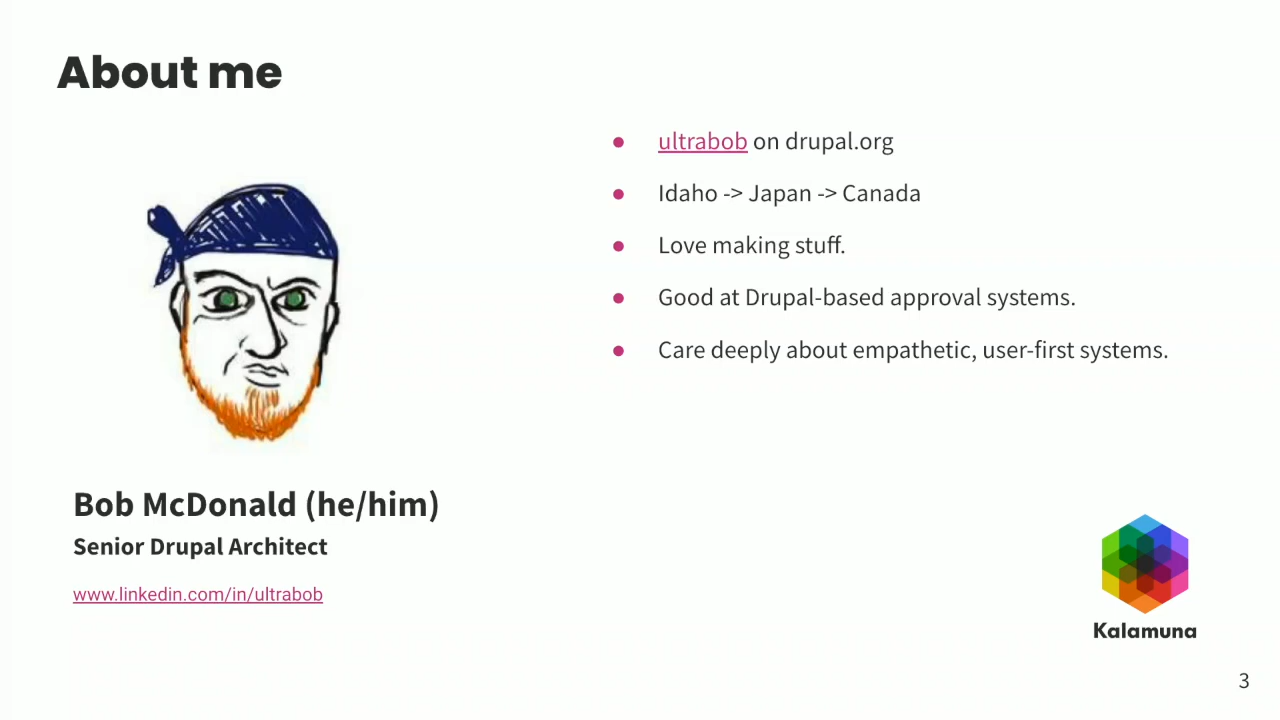 About me
ultrabob on drupal.org
Idaho -> Japan -> Canada
Love making stuff.
Good at Drupal-based approval systems.
Care deeply about empathetic, user-first systems.
Bob McDonald (he/him)
Senior Drupal Architect
www.linkedin.com/in/ultrabob
Kalamuna
3